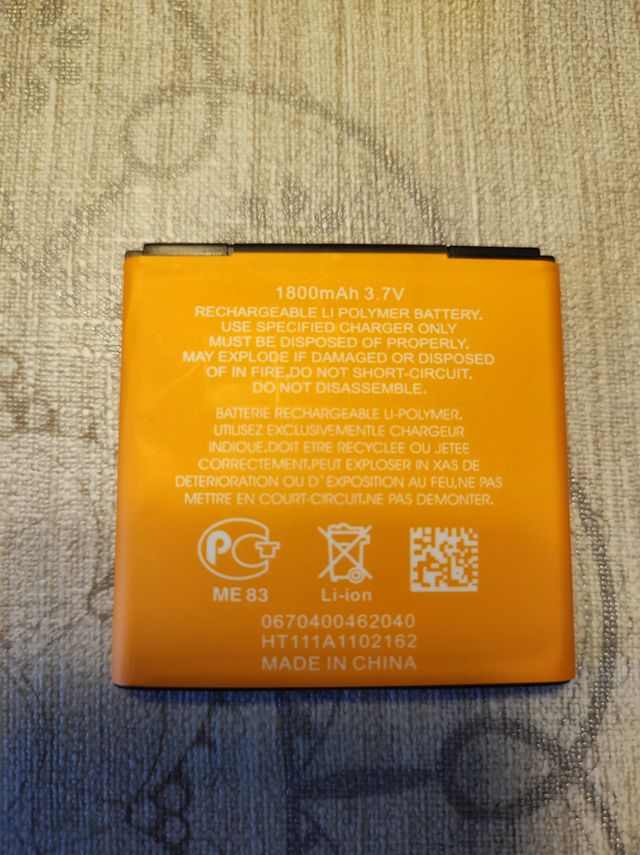 1800mAh 3.7V
RECHARGEABLE LI POLYMER BATTERY.
USE SPECIFIED CHARGER ONLY
MUST BE DISPOSED OF PROPERLY.
MAY EXPLODE IF DAMAGED OR DISPOSED
OF IN FIRE,DO NOT SHORT-CIRCUIT.
DO NOT DISASSEMBLE.
BATTERIE RECHARGEABLE LI-POLYMER.
UTILISEZ EXCLUSIVEMENTLE CHARGEUR
INDIQUE.DOIT ETRE RECYCLEE OU JETEE
CORRECTEMENT.PEUT EXPLOSER IN XAS DE
DETERIORATION OU D`EXPOSITION AU FEU,NE PAS
METTRE EN COURT-CIRCUIT.NE PAS DEMONTER.
PCT
ME 83
Li-ion
0670400462040
HT111A1102162
MADE IN CHINA